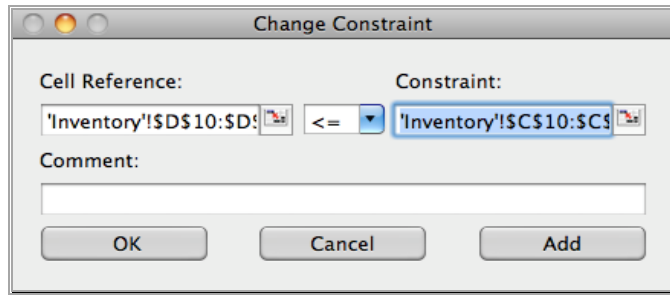 Change Constraint
Cell Reference: Constraint:
'Inventory'!$D$10:$D$ <= 'Inventory'!$C$10:$C$
Comment:
OK Cancel Add